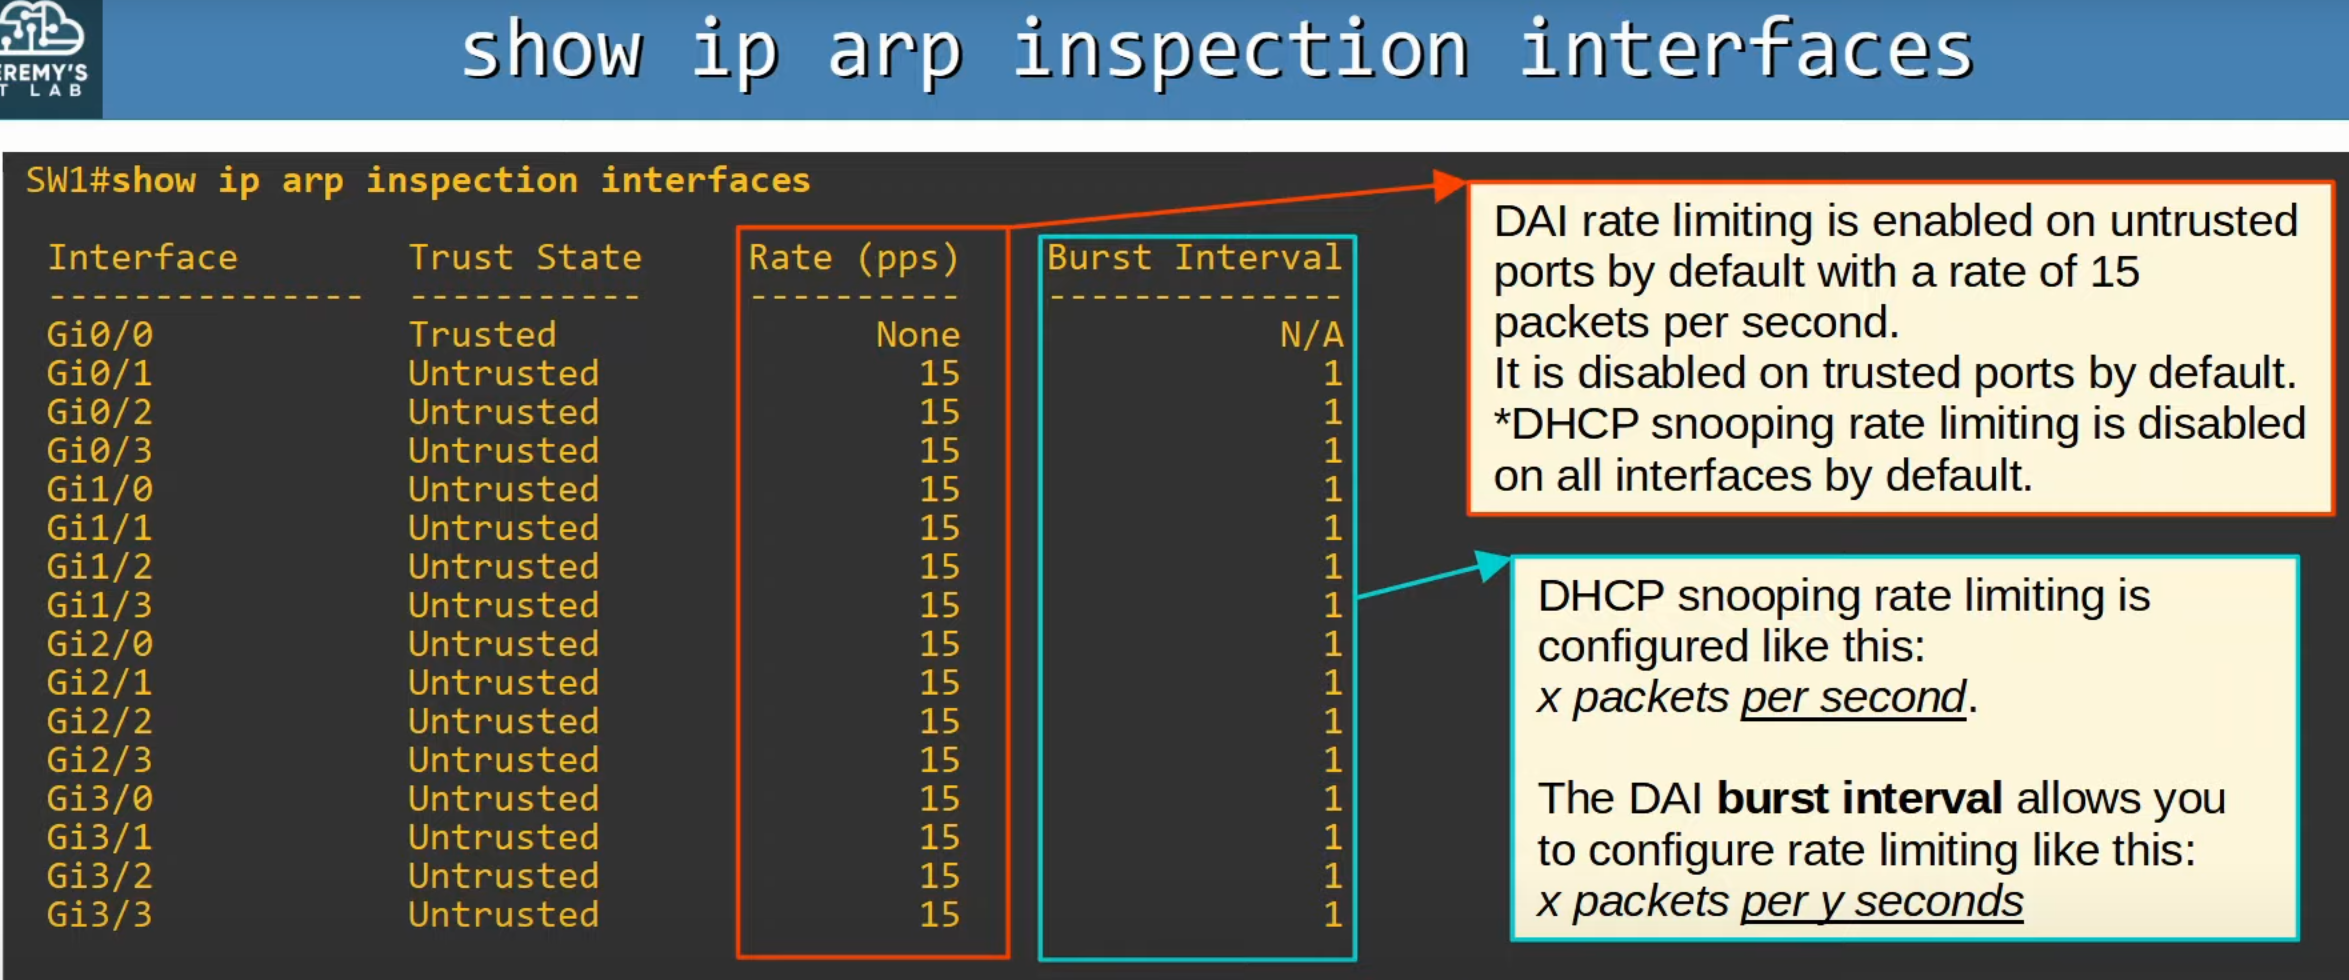 show ip arp inspection interfaces
EREMY'S
T LAB
SW1#show ip arp inspection interfaces
Interface Trust State Rate (pps) Burst Interval
--------------- ----------- ---------- --------------
Gi0/0 Trusted None N/A
Gi0/1 Untrusted 15 1
Gi0/2 Untrusted 15 1
Gi0/3 Untrusted 15 1
Gi1/0 Untrusted 15 1
Gi1/1 Untrusted 15 1
Gi1/2 Untrusted 15 1
Gi1/3 Untrusted 15 1
Gi2/0 Untrusted 15 1
Gi2/1 Untrusted 15 1
Gi2/2 Untrusted 15 1
Gi2/3 Untrusted 15 1
Gi3/0 Untrusted 15 1
Gi3/1 Untrusted 15 1
Gi3/2 Untrusted 15 1
Gi3/3 Untrusted 15 1
DAI rate limiting is enabled on untrusted
ports by default with a rate of 15
packets per second.
It is disabled on trusted ports by default.
*DHCP snooping rate limiting is disabled
on all interfaces by default.
DHCP snooping rate limiting is
configured like this:
x packets per second.
The DAI burst interval allows you
to configure rate limiting like this:
x packets per y seconds